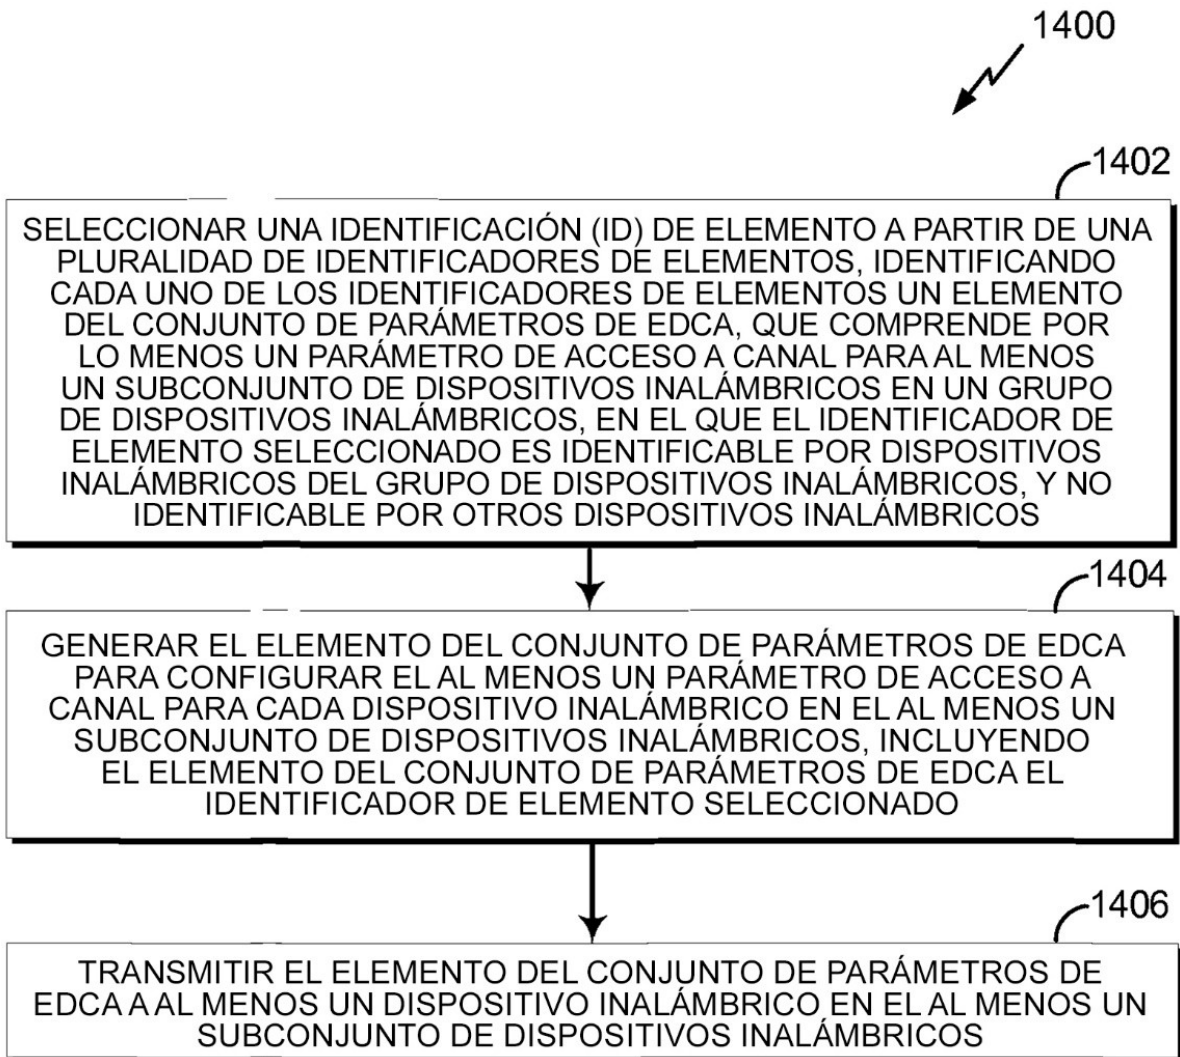 1400
1402
SELECCIONAR UNA IDENTIFICACIÓN (ID) DE ELEMENTO A PARTIR DE UNA
PLURALIDAD DE IDENTIFICADORES DE ELEMENTOS, IDENTIFICANDO
CADA UNO DE LOS IDENTIFICADORES DE ELEMENTOS UN ELEMENTO
DEL CONJUNTO DE PARÁMETROS DE EDCA, QUE COMPRENDE POR
LO MENOS UN PARÁMETRO DE ACCESO A CANAL PARA AL MENOS
UN SUBCONJUNTO DE DISPOSITIVOS INALÁMBRICOS EN UN GRUPO
DE DISPOSITIVOS INALÁMBRICOS, EN EL QUE EL IDENTIFICADOR DE
ELEMENTO SELECCIONADO ES IDENTIFICABLE POR DISPOSITIVOS
INALÁMBRICOS DEL GRUPO DE DISPOSITIVOS INALÁMBRICOS, Y NO
IDENTIFICABLE POR OTROS DISPOSITIVOS INALÁMBRICOS
1404
GENERAR EL ELEMENTO DEL CONJUNTO DE PARÁMETROS DE EDCA
PARA CONFIGURAR EL AL MENOS UN PARÁMETRO DE ACCESO A
CANAL PARA CADA DISPOSITIVO INALÁMBRICO EN EL AL MENOS UN
SUBCONJUNTO DE DISPOSITIVOS INALÁMBRICOS, INCLUYENDO
EL ELEMENTO DEL CONJUNTO DE PARÁMETROS DE EDCA EL
IDENTIFICADOR DE ELEMENTO SELECCIONADO
1406
TRANSMITIR EL ELEMENTO DEL CONJUNTO DE PARÁMETROS DE
EDCA A AL MENOS UN DISPOSITIVO INALÁMBRICO EN EL AL MENOS UN
SUBCONJUNTO DE DISPOSITIVOS INALÁMBRICOS